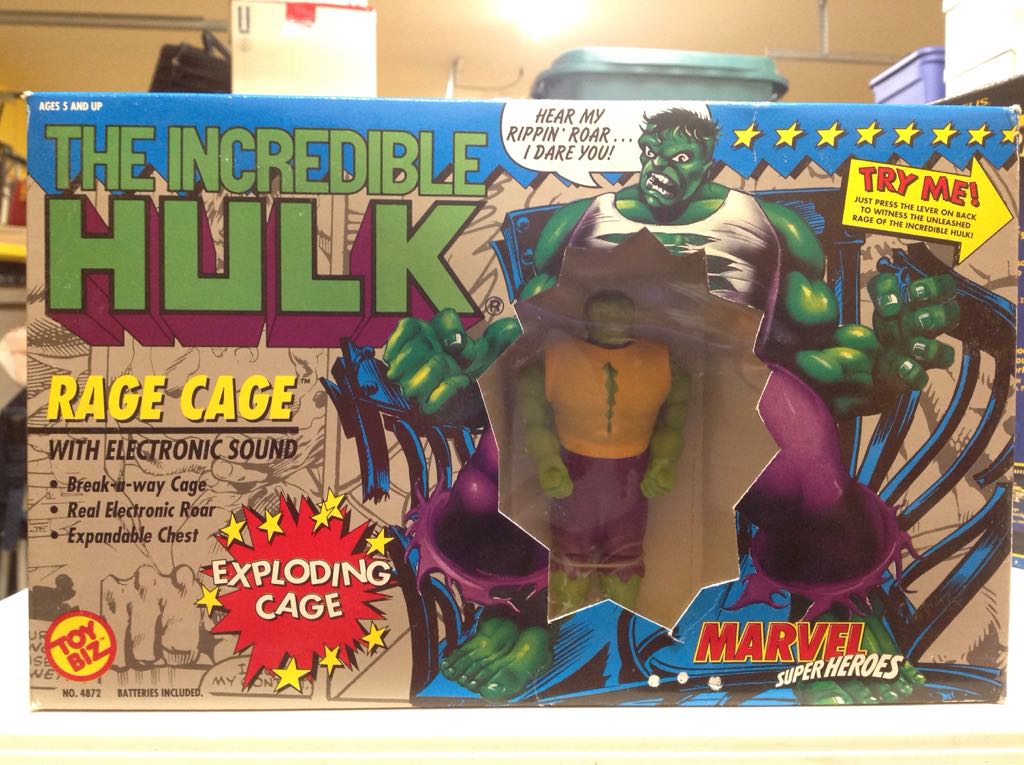 U
AGES 5 AND UP
THE INCREDIBLE
HULK®
HEAR MY
RIPPIN' ROAR...
I DARE YOU!
TRY ME!
JUST PRESS THE LEVER ON BACK
TO WITNESS THE UNLEASHED
RAGE OF THE INCREDIBLE HULK!
RAGE CAGE™
WITH ELECTRONIC SOUND
• Break-a-way Cage
• Real Electronic Roar
• Expandable Chest
EXPLODING
CAGE
TOY
BIZ
NO. 4872 BATTERIES INCLUDED.
MARVEL
SUPER HEROES